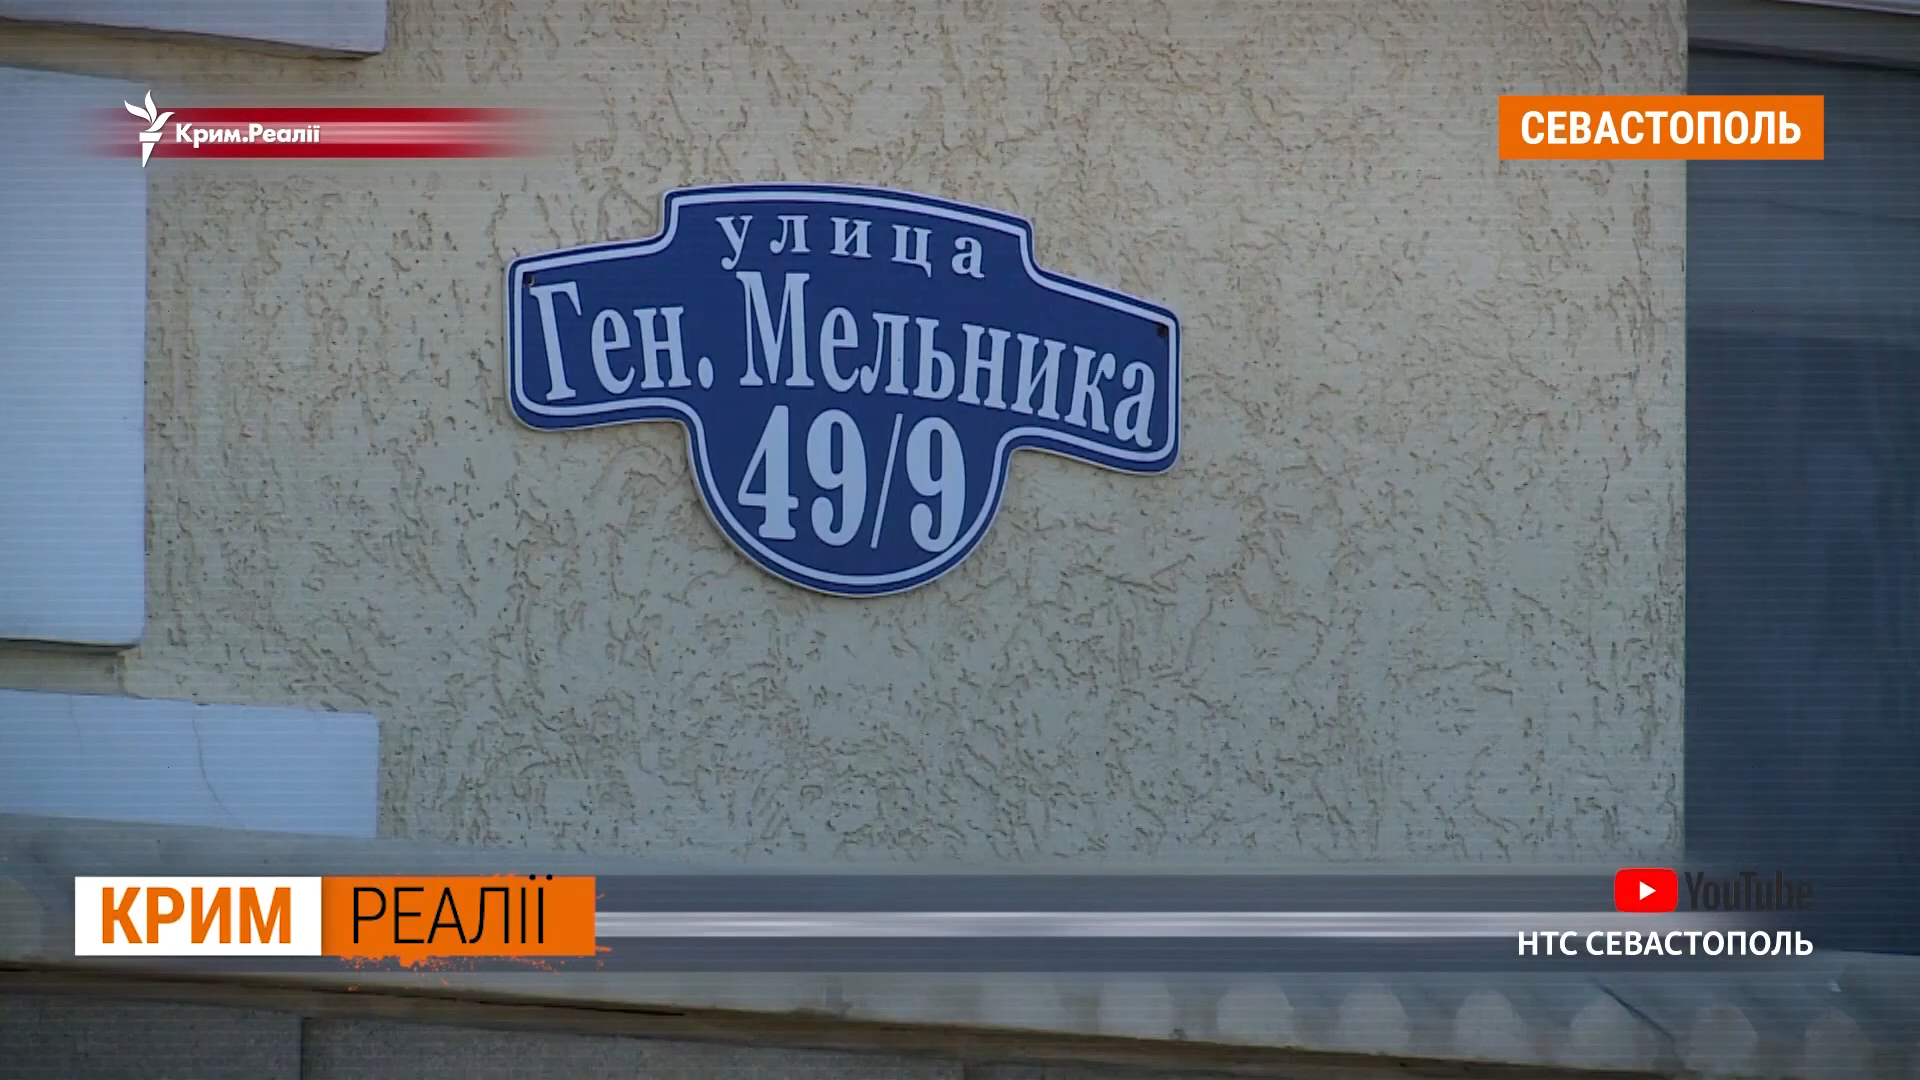 Крим.Реалії
СЕВАСТОПОЛЬ
улица
Ген. Мельника
49/9
КРИМ РЕАЛІЇ
YouTube
НТС СЕВАСТОПОЛЬ